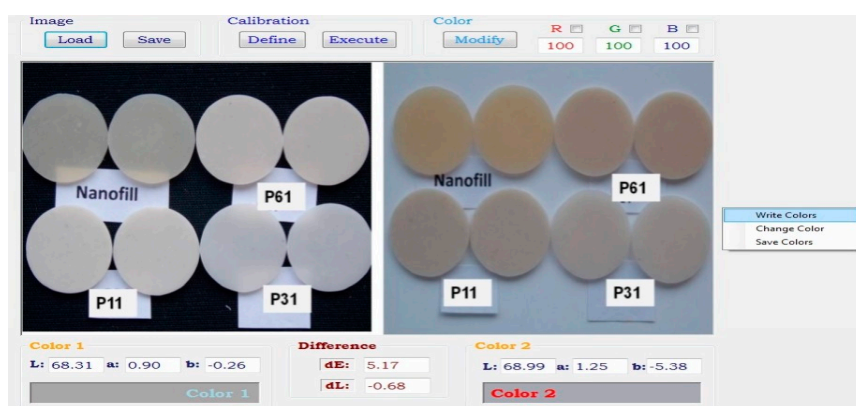 Image Calibration Color R G B
Load Save Define Execute Modify 100 100 100
Nanofill P61
P11 P31
Nanofill P61
P11 P31
Write Colors
Change Color
Save Colors
Color 1 Difference Color 2
L: 68.31 a: 0.90 b: -0.26 dE: 5.17 L: 68.99 a: 1.25 b: -5.38
dL: -0.68
Color 1 Color 2